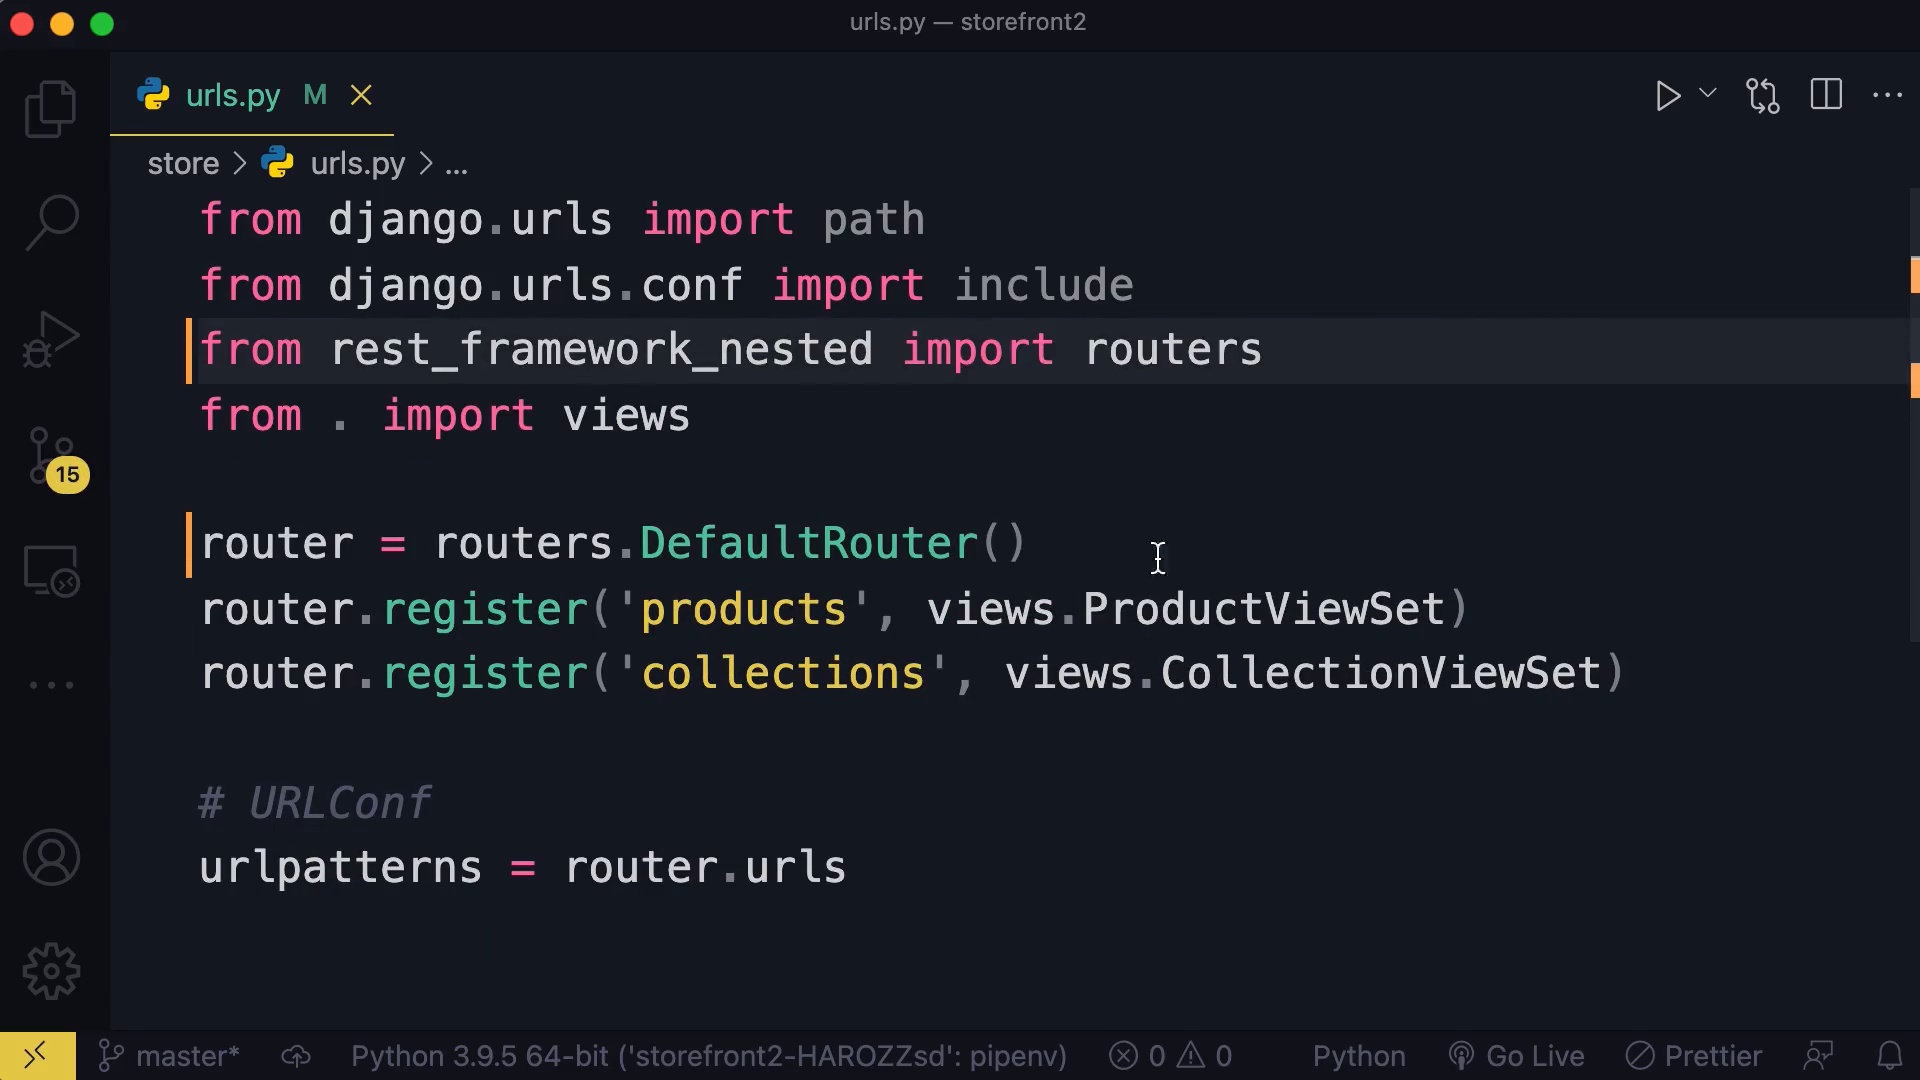 urls.py — storefront2
urls.py M
store > urls.py > ...
from django.urls import path
from django.urls.conf import include
from rest_framework_nested import routers
from . import views
router = routers.DefaultRouter()
router.register('products', views.ProductViewSet)
router.register('collections', views.CollectionViewSet)
# URLConf
urlpatterns = router.urls
15
master* Python 3.9.5 64-bit ('storefront2-HAROZZsd': pipenv) 0 0 Python Go Live Prettier